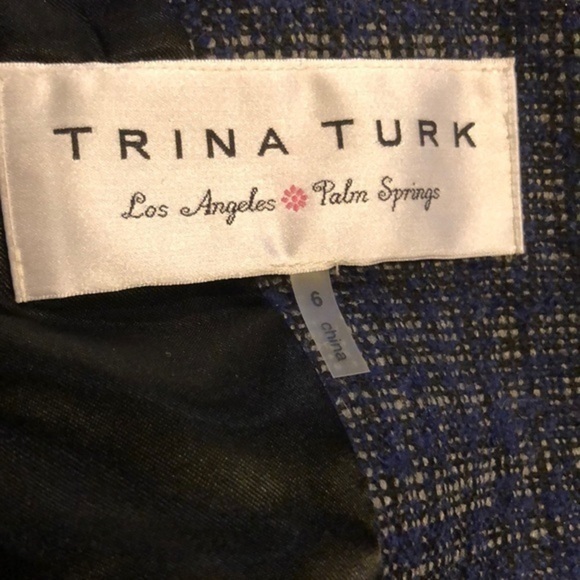 TRINA TURK
Los Angeles Palm Springs
6
china